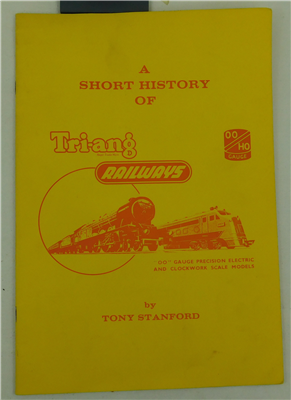 A
SHORT HISTORY
OF
Tri-ang
RAILWAYS
OO
HO
GAUGE
"OO" GAUGE PRECISION ELECTRIC
AND CLOCKWORK SCALE MODELS
by
TONY STANFORD